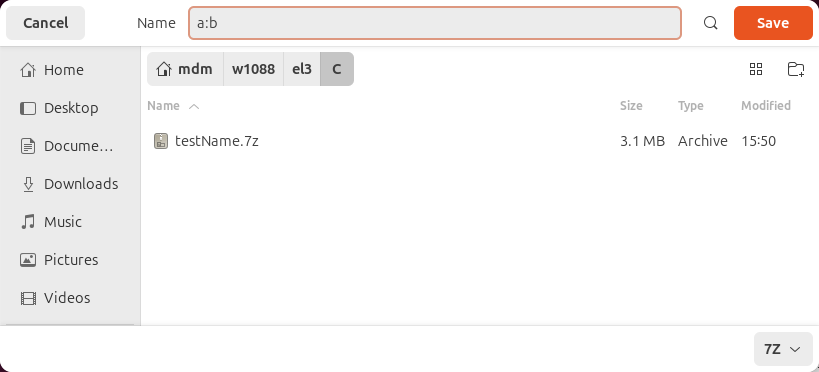 Cancel Name a:b Save
Home mdm w1088 el3 C
Name Size Type Modified
Desktop
testName.7z 3.1 MB Archive 15:50
Docume…
Downloads
Music
Pictures
Videos
7Z